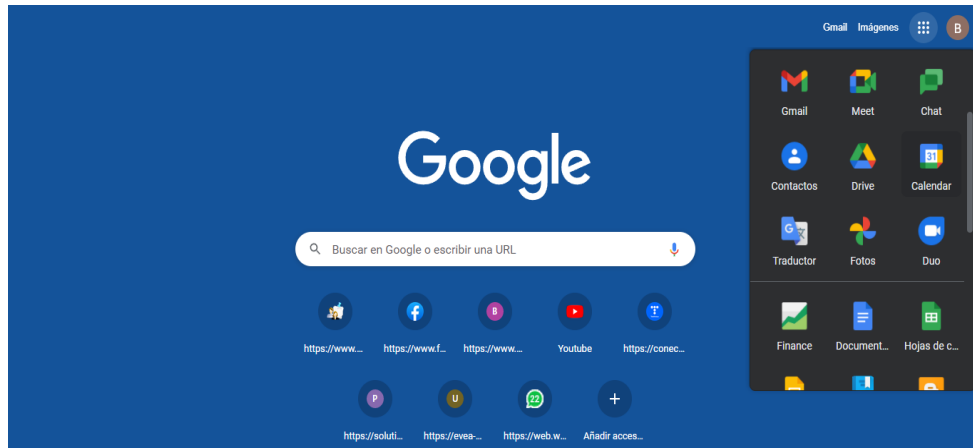 Gmail Imágenes B
Gmail Meet Chat
Google
Contactos Drive 31 Calendar
Traductor Fotos Duo
Buscar en Google o escribir una URL
Finance Document... Hojas de c...
B T
https://www.... https://www.f... https://www.... Youtube https://conec...
P U 22
https://soluti... https://evea-... https://web.w... Añadir acces...